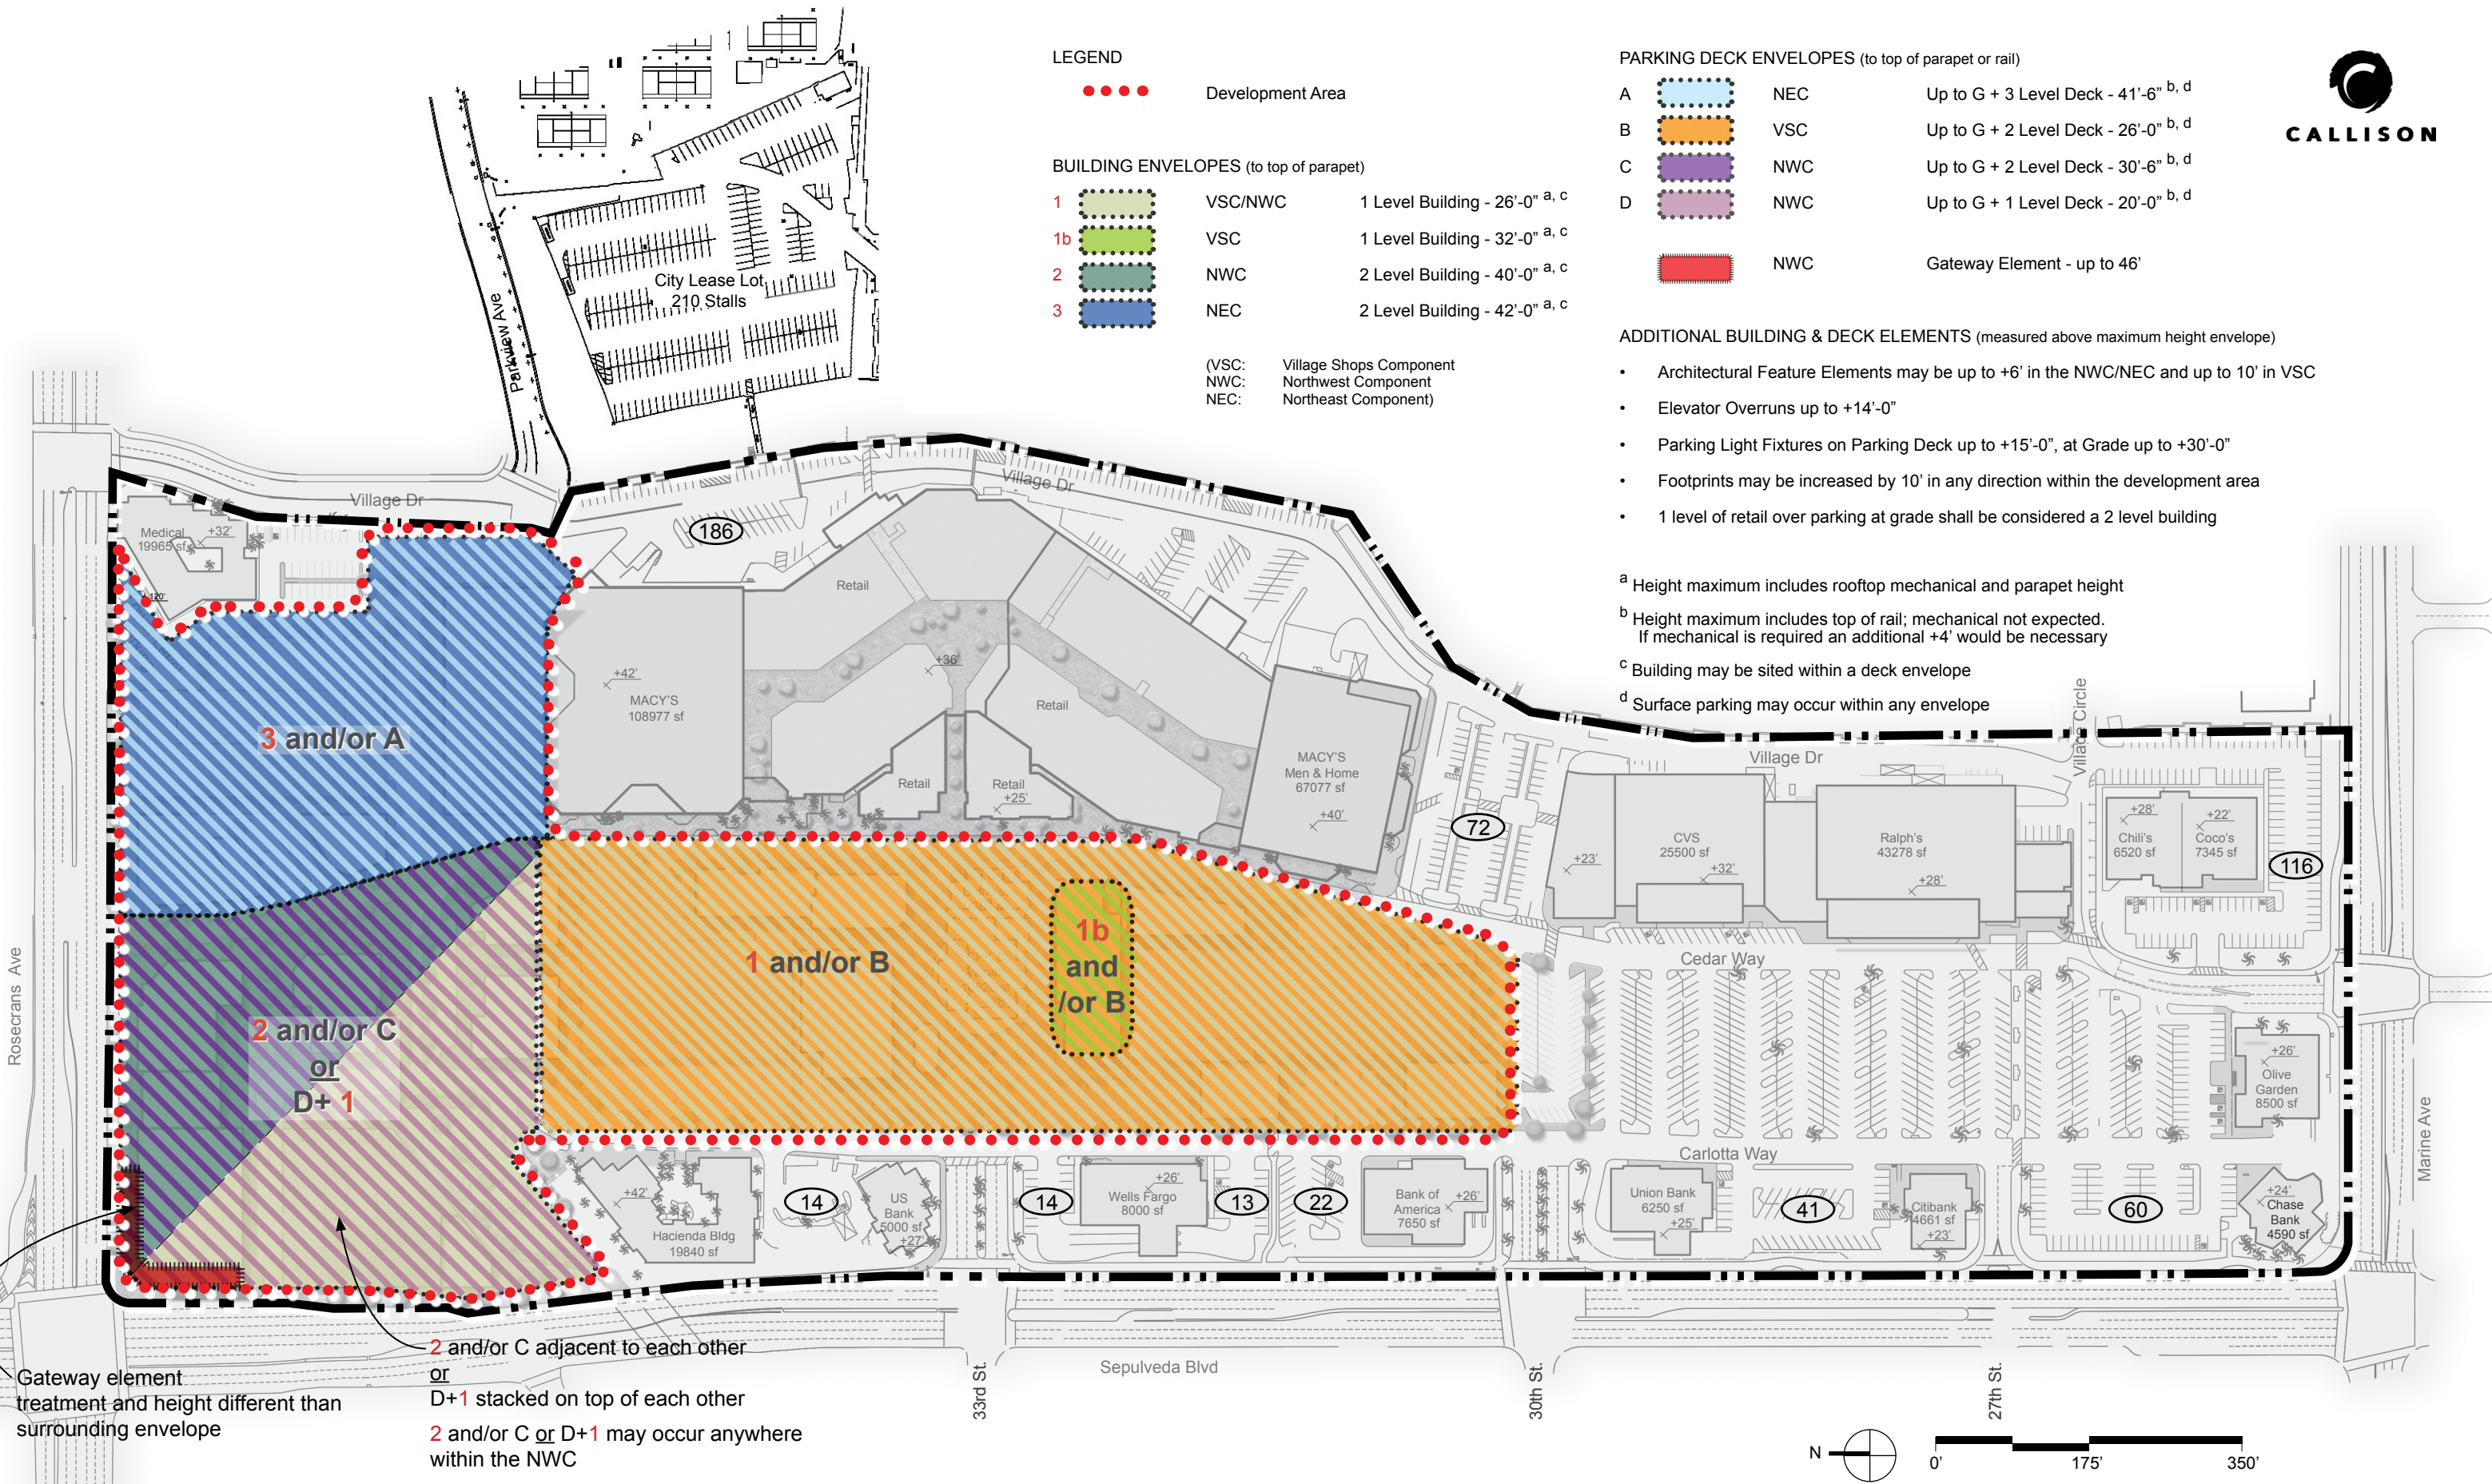 LEGEND
Development Area
BUILDING ENVELOPES (to top of parapet)
1 VSC/NWC 1 Level Building - 26'-0” a, c
1b VSC 1 Level Building - 32'-0” a, c
2 NWC 2 Level Building - 40'-0” a, c
3 NEC 2 Level Building - 42'-0” a, c
(VSC: Village Shops Component
NWC: Northwest Component
NEC: Northeast Component)
PARKING DECK ENVELOPES (to top of parapet or rail)
A NEC Up to G + 3 Level Deck - 41'-6” b, d
B VSC Up to G + 2 Level Deck - 26'-0” b, d
C NWC Up to G + 2 Level Deck - 30'-6” b, d
D NWC Up to G + 1 Level Deck - 20'-0” b, d
NWC Gateway Element - up to 46'
CALLISON
ADDITIONAL BUILDING & DECK ELEMENTS (measured above maximum height envelope)
• Architectural Feature Elements may be up to +6' in the NWC/NEC and up to 10' in VSC
• Elevator Overruns up to +14'-0”
• Parking Light Fixtures on Parking Deck up to +15'-0”, at Grade up to +30'-0”
• Footprints may be increased by 10' in any direction within the development area
• 1 level of retail over parking at grade shall be considered a 2 level building
a Height maximum includes rooftop mechanical and parapet height
b Height maximum includes top of rail; mechanical not expected.
If mechanical is required an additional +4' would be necessary
c Building may be sited within a deck envelope
d Surface parking may occur within any envelope
City Lease Lot
210 Stalls
Parkview Ave
Village Dr
Village Dr
Village Dr
Village Circle
Medical
19965 sf
+32'
120'
186
Retail
+42'
MACY'S
108977 sf
+36'
Retail
Retail
Retail
+25'
MACY'S
Men & Home
67077 sf
+40'
72
+23'
CVS
25500 sf
+32'
Ralph's
43278 sf
+28'
+28'
Chili's
6520 sf
+22'
Coco's
7345 sf
116
3 and/or A
1 and/or B
1b
and
/or B
2 and/or C
or
D+ 1
Cedar Way
Carlotta Way
Rosecrans Ave
Marine Ave
+26'
Olive
Garden
8500 sf
+42'
Hacienda Bldg
19840 sf
14
US
Bank
5000 sf
+27'
14
+26'
Wells Fargo
8000 sf
13
22
Bank of
America
7650 sf
+26'
Union Bank
6250 sf
+25'
41
Citibank
4661 sf
+23'
60
+24'
Chase
Bank
4590 sf
Gateway element
treatment and height different than
surrounding envelope
2 and/or C adjacent to each other
or
D+1 stacked on top of each other
2 and/or C or D+1 may occur anywhere
within the NWC
33rd St.
Sepulveda Blvd
30th St.
27th St.
N
0' 175' 350'